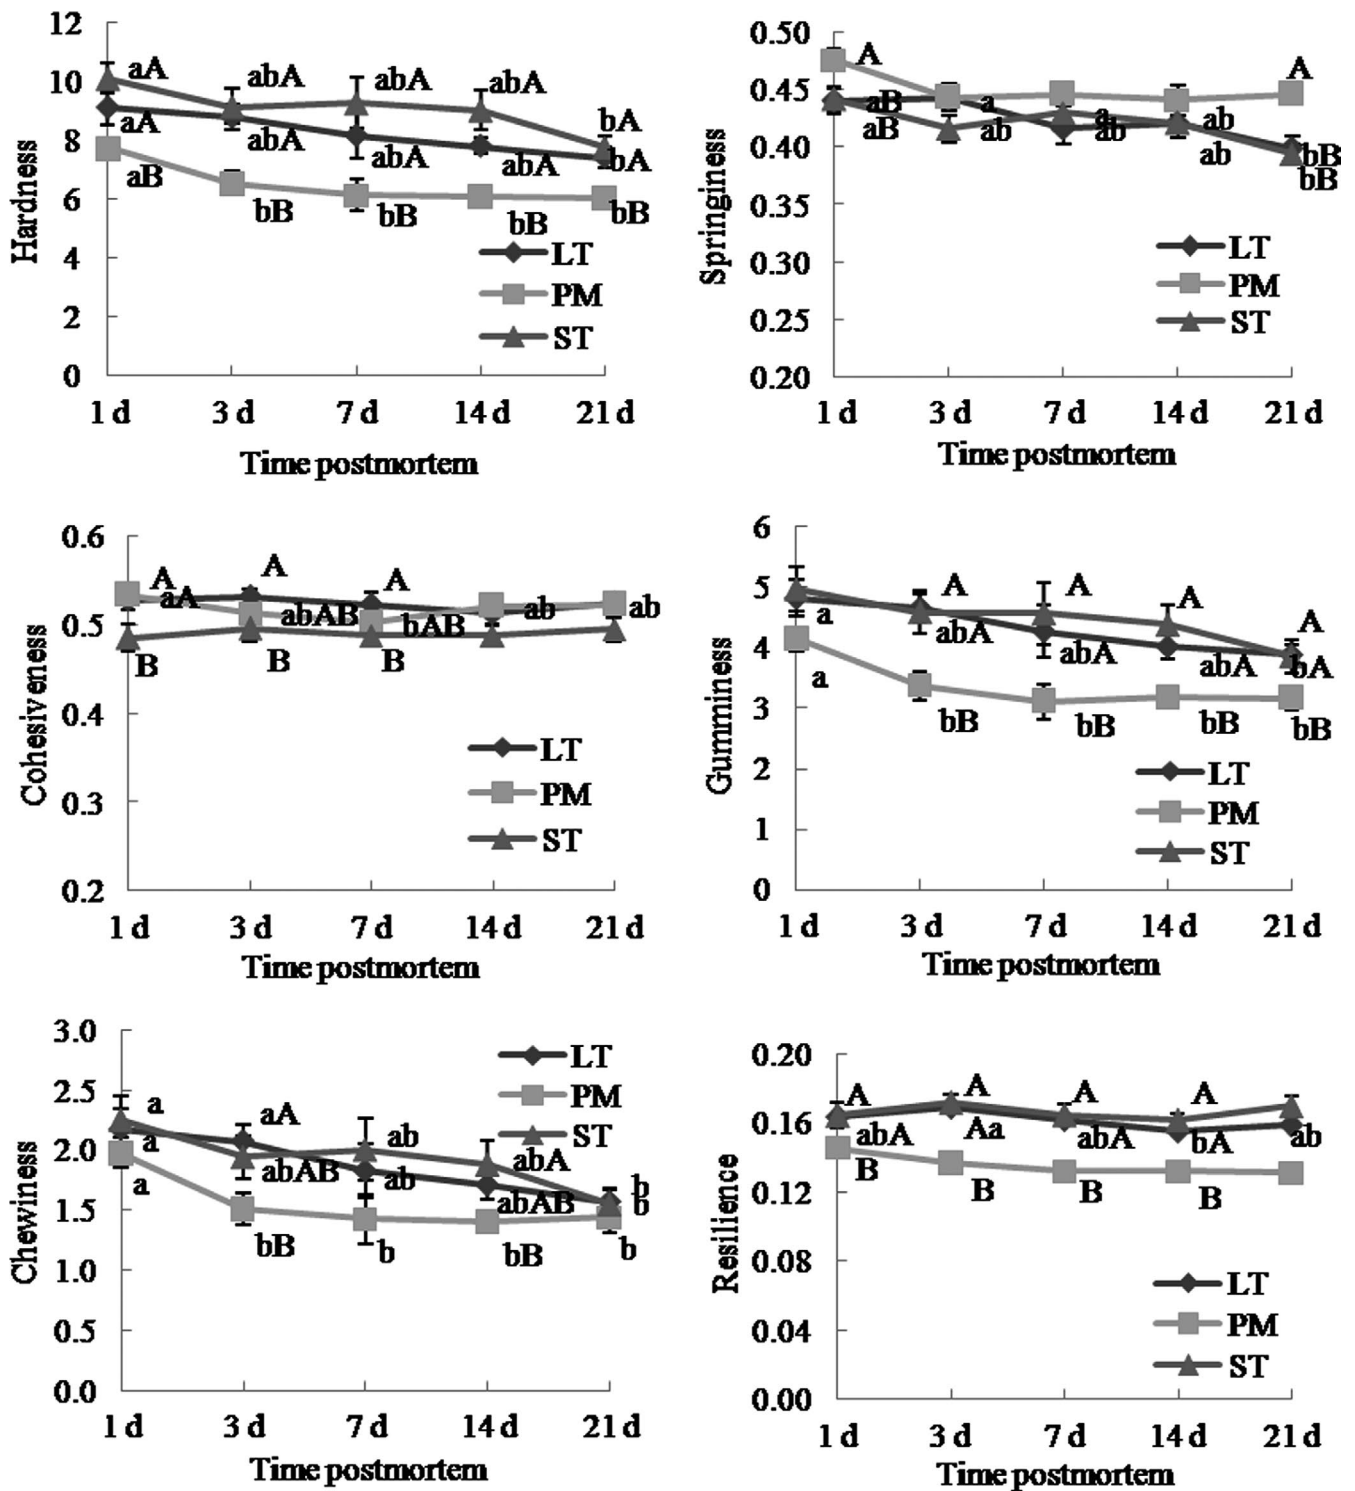 Hardness
12
10
8
6
4
2
0
aA
abA
abA
abA
bA
aA
abA
abA
abA
bA
aB
bB
bB
bB
bB
LT
PM
ST
1 d
3 d
7 d
14 d
21 d
Time postmortem
Springiness
0.50
0.45
0.40
0.35
0.30
0.25
0.20
A
A
aB
a
a
ab
aB
ab
ab
ab
bB
bB
LT
PM
ST
1 d
3 d
7 d
14 d
21 d
Time postmortem
Cohesiveness
0.6
0.5
0.4
0.3
0.2
A
A
A
aA
abAB
bAB
ab
ab
B
B
B
LT
PM
ST
1 d
3 d
7 d
14 d
21 d
Time postmortem
Gumminess
6
5
4
3
2
1
0
A
A
A
A
a
abA
abA
abA
bA
a
bB
bB
bB
bB
LT
PM
ST
1 d
3 d
7 d
14 d
21 d
Time postmortem
Chewiness
3.0
2.5
2.0
1.5
1.0
0.5
0.0
LT
PM
ST
a
aA
ab
abA
b
a
abAB
ab
abAB
b
a
bB
b
bB
b
1 d
3 d
7 d
14 d
21 d
Time postmortem
Resilience
0.20
0.16
0.12
0.08
0.04
0.00
A
A
A
A
abA
Aa
abA
bA
ab
B
B
B
B
LT
PM
ST
1 d
3 d
7 d
14 d
21 d
Time postmortem